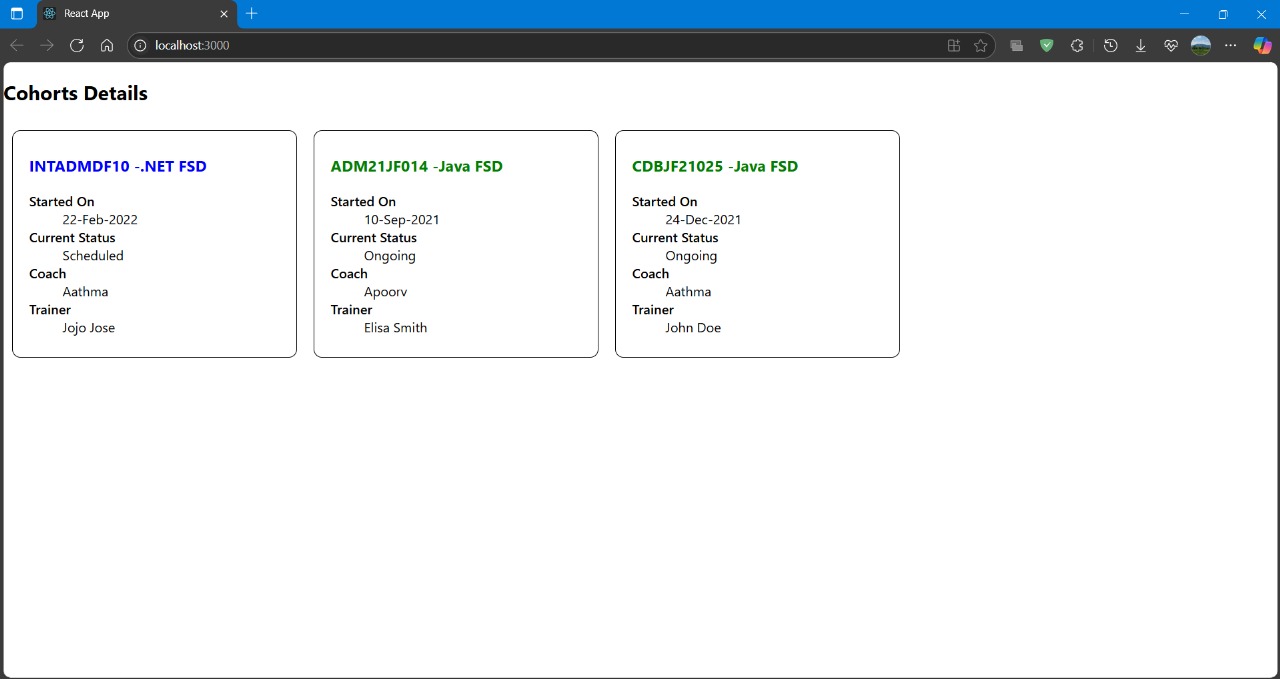 React App
localhost:3000
Cohorts Details
INTADMDF10 -.NET FSD
Started On
22-Feb-2022
Current Status
Scheduled
Coach
Aathma
Trainer
Jojo Jose
ADM21JF014 -Java FSD
Started On
10-Sep-2021
Current Status
Ongoing
Coach
Apoorv
Trainer
Elisa Smith
CDBJF21025 -Java FSD
Started On
24-Dec-2021
Current Status
Ongoing
Coach
Aathma
Trainer
John Doe